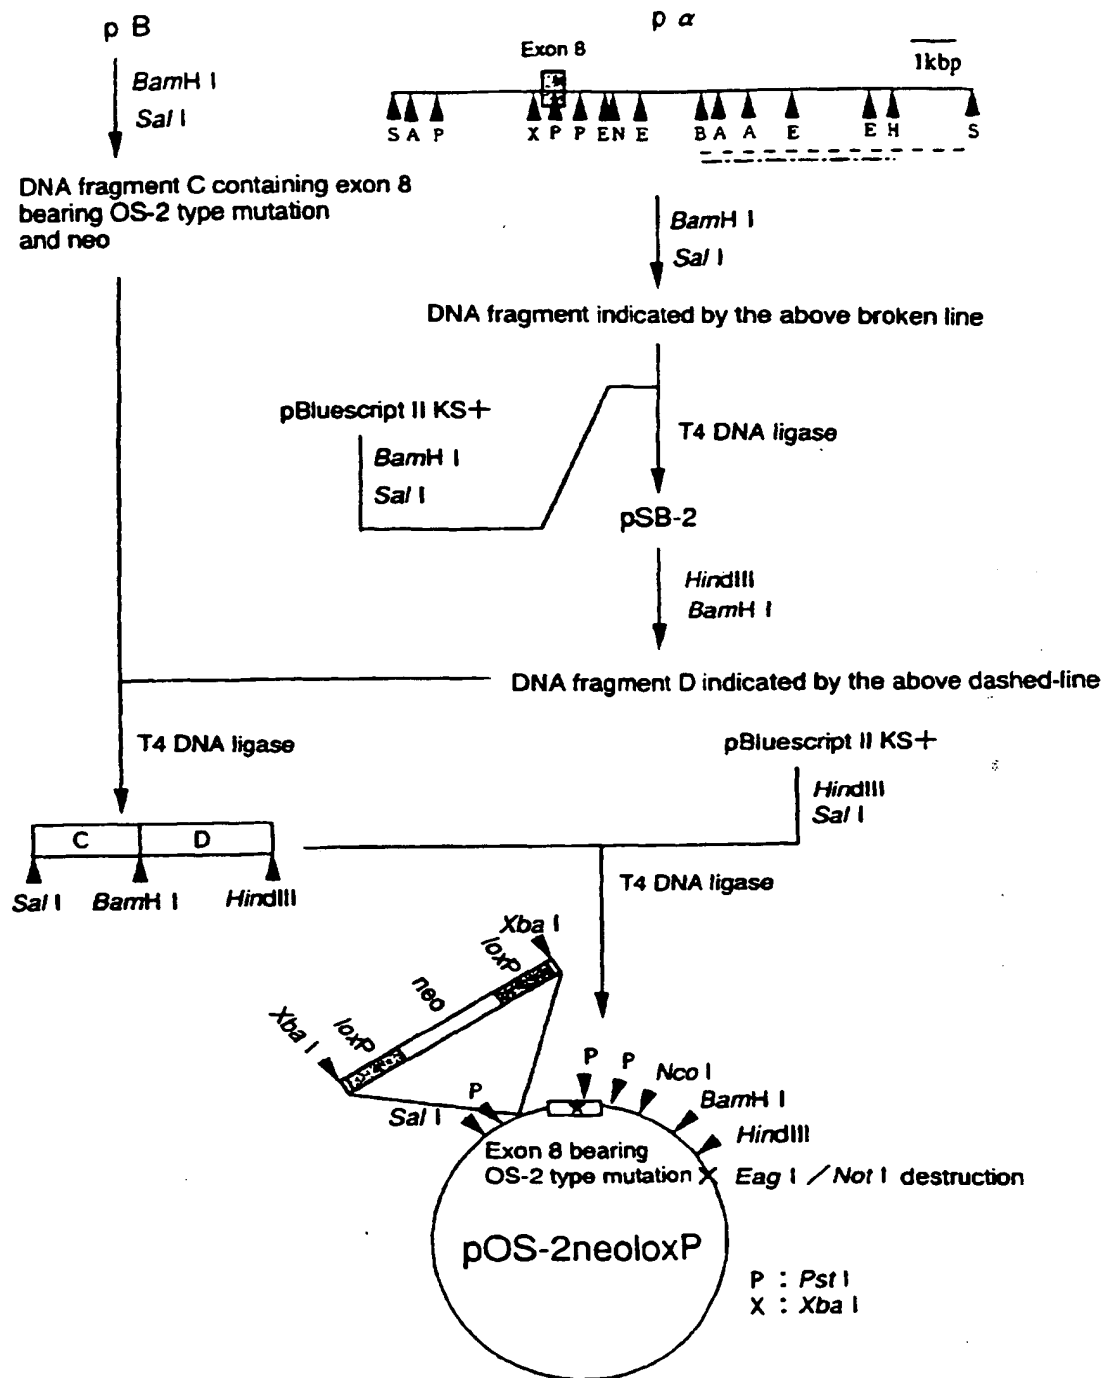 p B
p α
BamH I
Sal I
Exon 8
1kbp
S A P X P P E N E B A A E E H S
DNA fragment C containing exon 8
bearing OS-2 type mutation
and neo
BamH I
Sal I
DNA fragment indicated by the above broken line
pBluescript II KS+
BamH I
Sal I
T4 DNA ligase
pSB-2
HindIII
BamH I
DNA fragment D indicated by the above dashed-line
T4 DNA ligase
pBluescript II KS+
HindIII
Sal I
C D
Sal I BamH I HindIII
T4 DNA ligase
Xba I
loxP
neo
loxP
Xba I
Sal I
P
P
P
Nco I
BamH I
HindIII
Exon 8 bearing
OS-2 type mutation
X Eag I / Not I destruction
pOS-2neoloxP
P : Pst I
X : Xba I